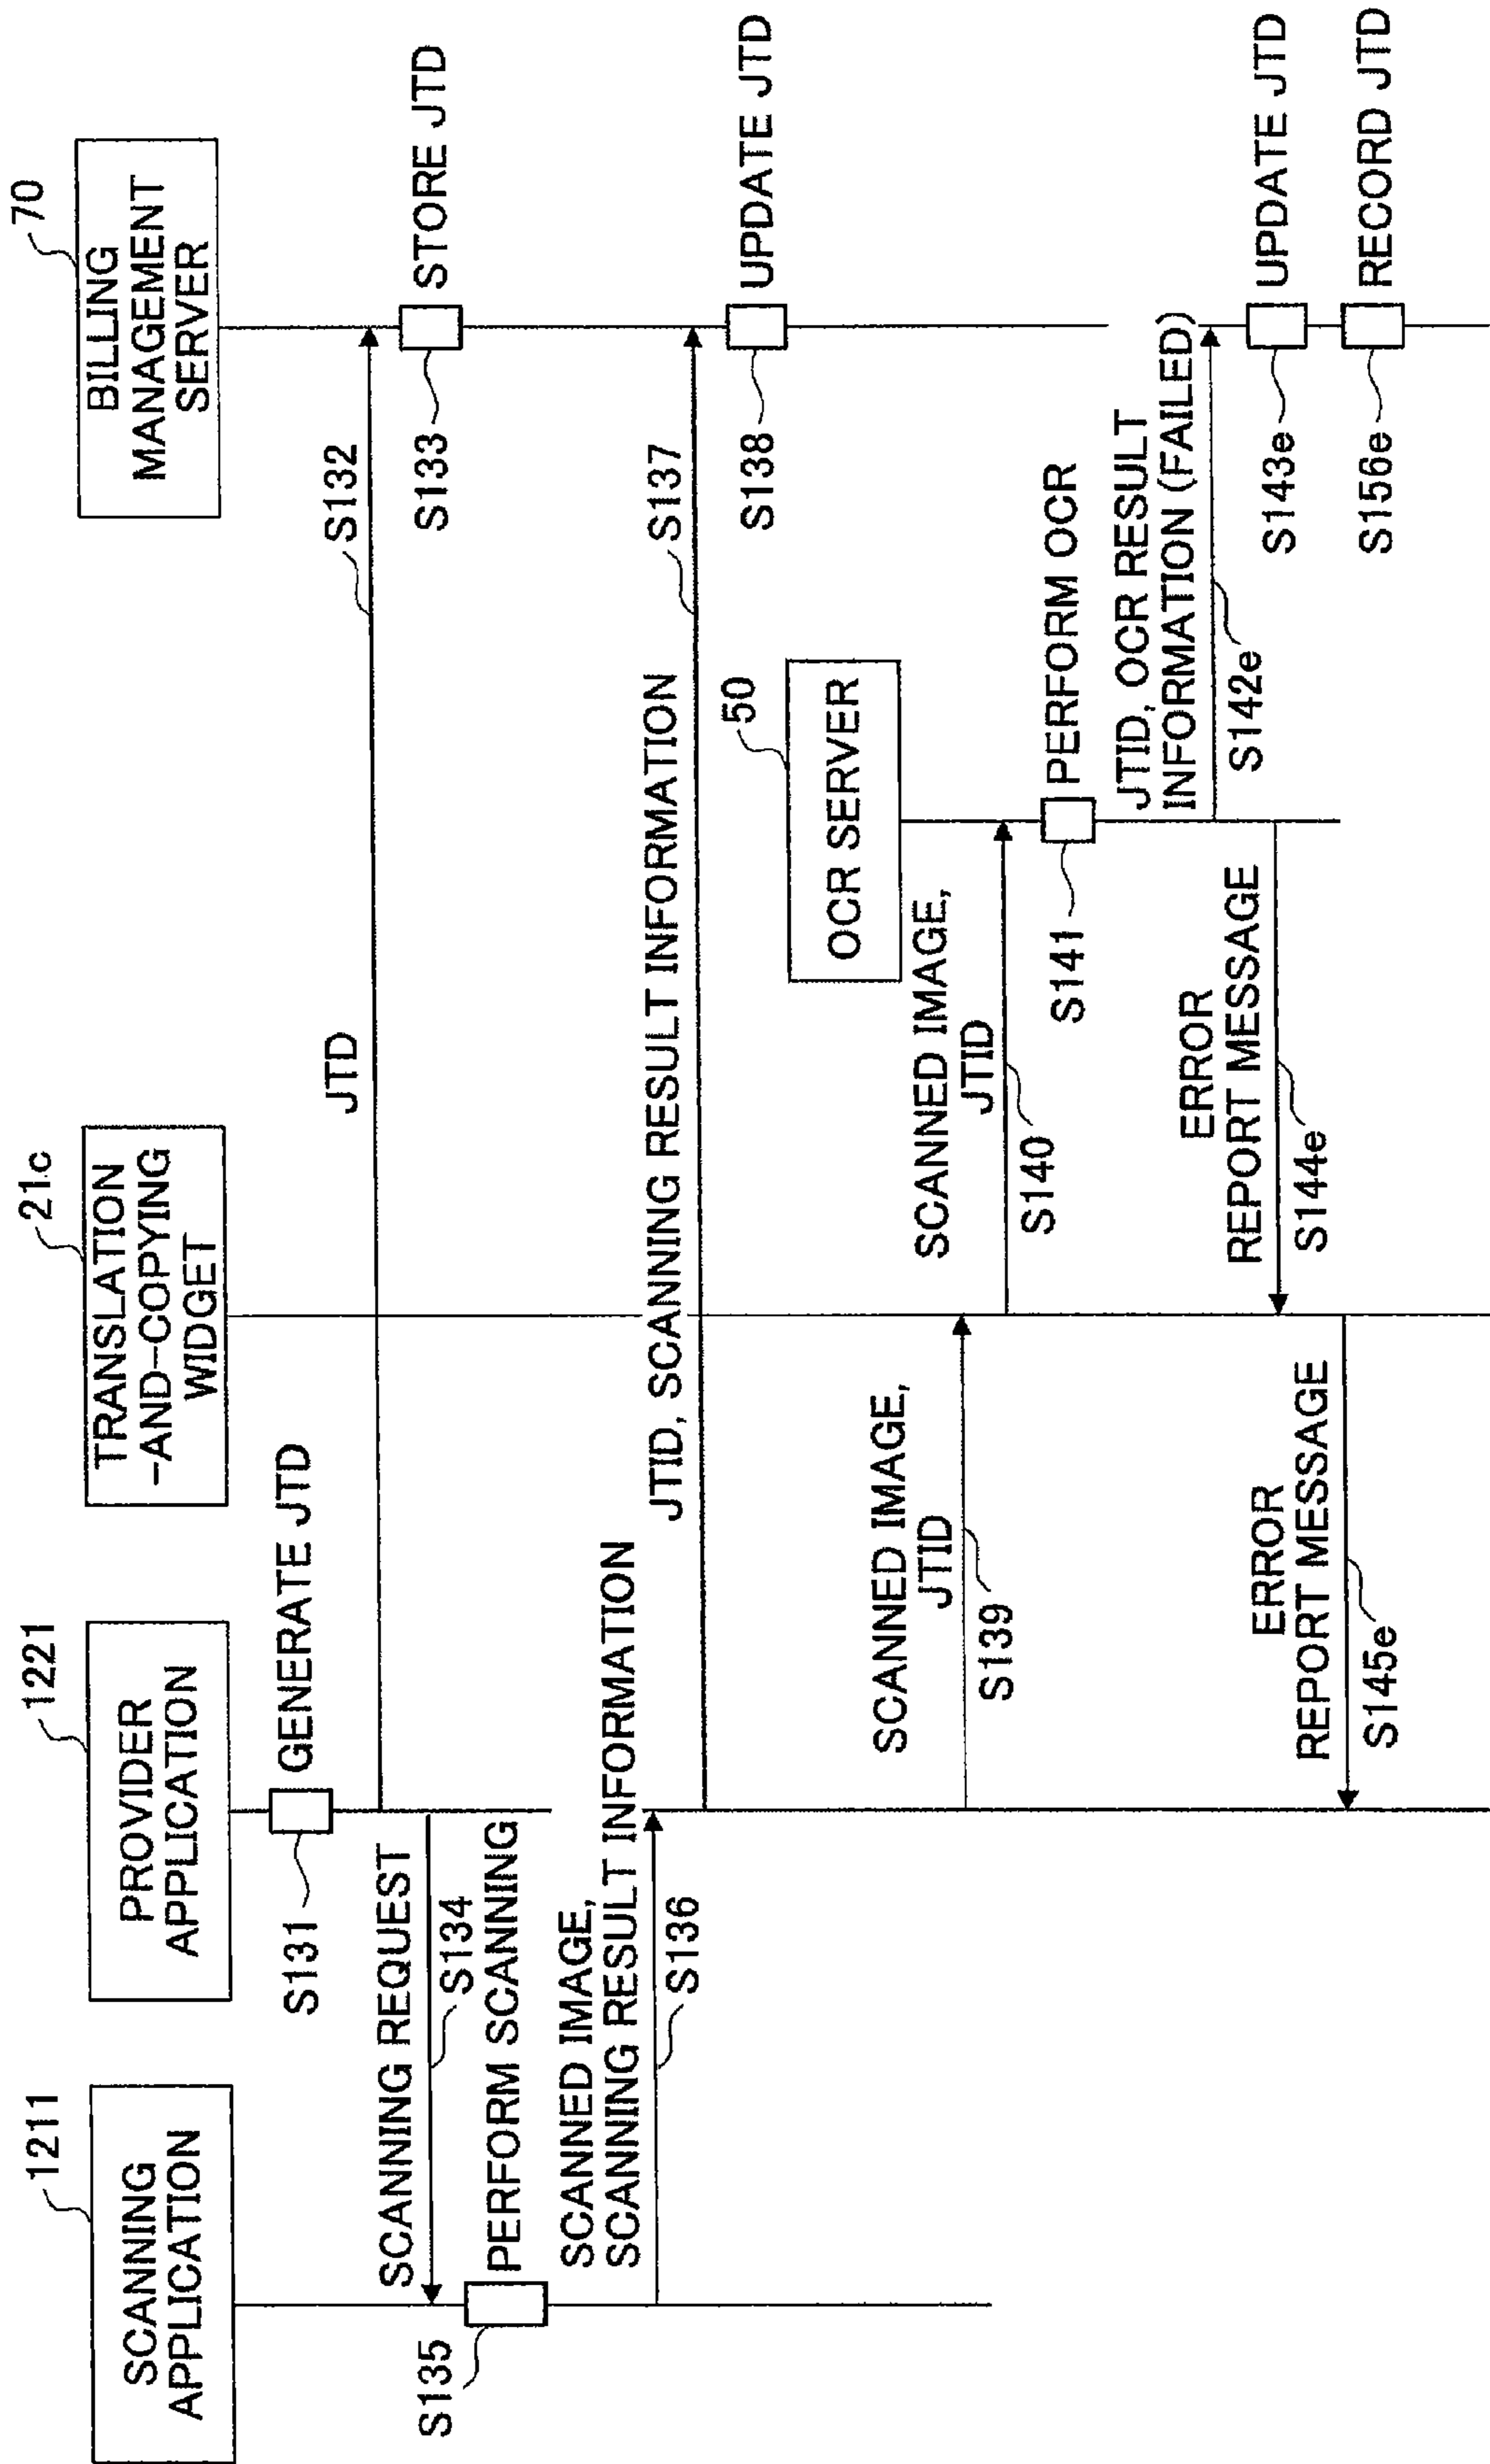 1211
SCANNING
APPLICATION
1221
PROVIDER
APPLICATION
21c
TRANSLATION
-AND-COPYING
WIDGET
70
BILLING
MANAGEMENT
SERVER
S131
GENERATE JTD
JTD
S132
S133
STORE JTD
SCANNING REQUEST
S134
S135
PERFORM SCANNING
SCANNED IMAGE,
SCANNING RESULT INFORMATION
S136
JTID, SCANNING RESULT INFORMATION
S137
S138
UPDATE JTD
50
OCR SERVER
SCANNED IMAGE,
JTID
S139
SCANNED IMAGE,
JTID
S140
S141
PERFORM OCR
JTID, OCR RESULT
INFORMATION (FAILED)
S142e
S143e
UPDATE JTD
ERROR
REPORT MESSAGE
S144e
ERROR
REPORT MESSAGE
S145e
S156e
RECORD JTD